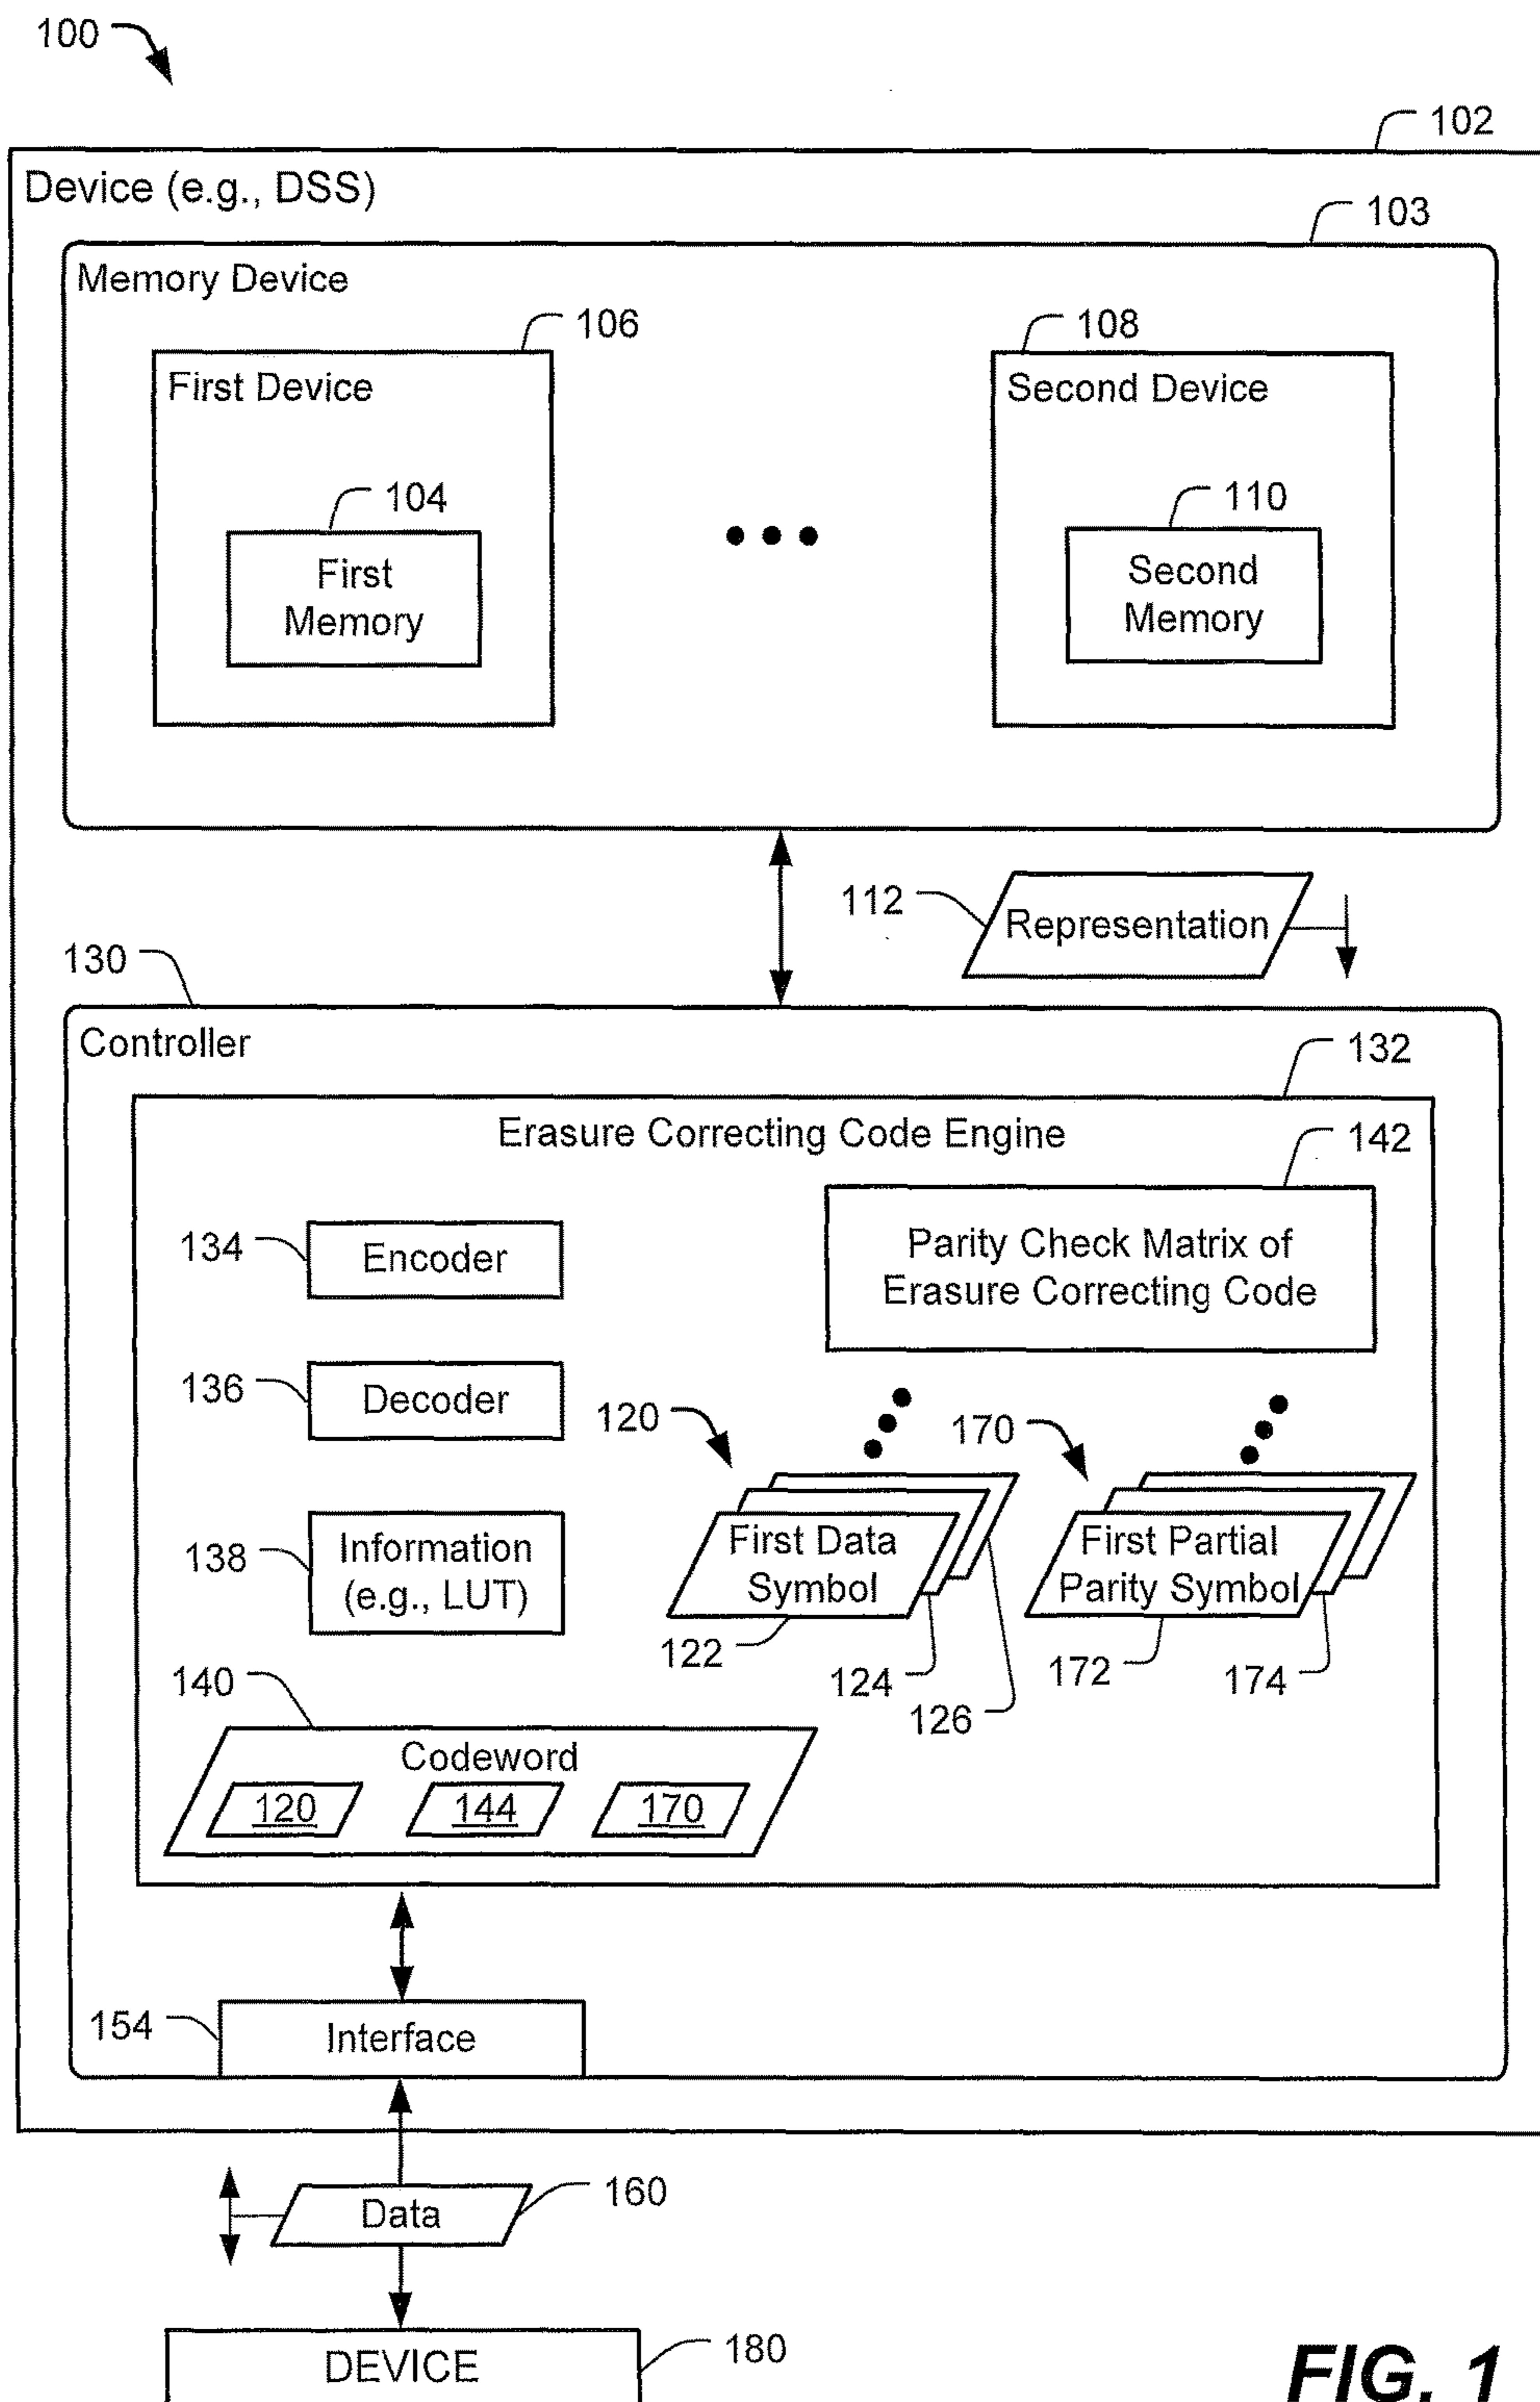 100
102
Device (e.g., DSS)
103
Memory Device
106
108
First Device
Second Device
104
110
First
Memory
Second
Memory
112
Representation
130
Controller
132
Erasure Correcting Code Engine
142
134
Encoder
Parity Check Matrix of
Erasure Correcting Code
136
Decoder
120
170
138
Information
(e.g., LUT)
First Data
Symbol
First Partial
Parity Symbol
122
124
126
172
174
140
Codeword
120
144
170
154
Interface
Data
160
DEVICE
180
FIG. 1